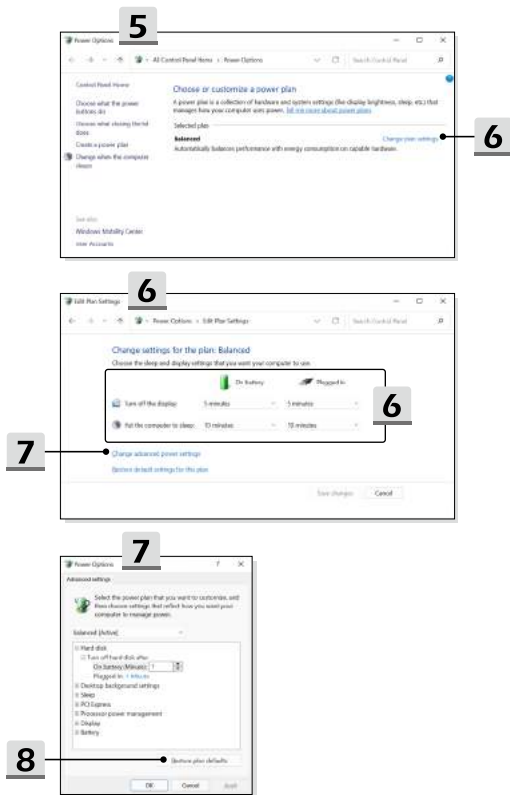 5
Power Options
All Control Panel Items › Power Options
Search Control Panel
Control Panel Home
Choose or customize a power plan
Choose what the power
buttons do
A power plan is a collection of hardware and system settings (like display brightness, sleep, etc.) that
manages how your computer uses power. Tell me more about power plans
Choose what closing the lid
does
Selected plan
Create a power plan
Balanced
Change plan settings
6
Change when the computer
sleeps
Automatically balances performance with energy consumption on capable hardware.
See also
Windows Mobility Center
User Accounts
6
Edit Plan Settings
Power Options › Edit Plan Settings
Search Control Panel
Change settings for the plan: Balanced
Choose the sleep and display settings that you want your computer to use.
On battery
Plugged in
6
Turn off the display:
5 minutes
5 minutes
Put the computer to sleep:
10 minutes
10 minutes
7
Change advanced power settings
Restore default settings for this plan
Save changes
Cancel
7
Power Options
?
Advanced settings
Select the power plan that you want to customize, and
then choose settings that reflect how you want your
computer to manage power.
Balanced [Active]
Hard disk
Turn off hard disk after
On battery (Minutes): 1
Plugged in: 1 Minute
Desktop background settings
Sleep
PCI Express
Processor power management
Display
Battery
8
Restore plan defaults
OK
Cancel
Apply